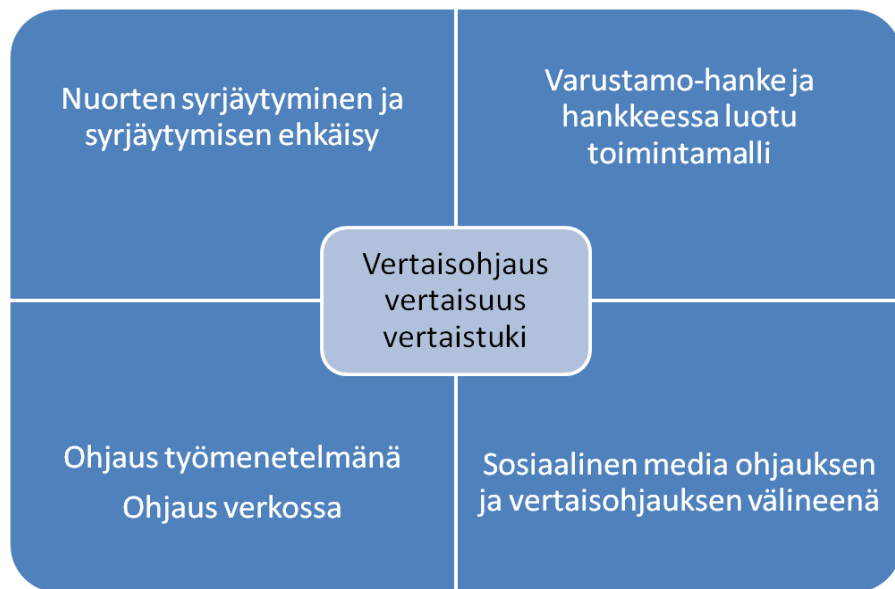 Nuorten syrjäytyminen ja
syrjäytymisen ehkäisy
Varustamo-hanke ja
hankkeessa luotu
toimintamalli
Vertaisohjaus
vertaisuus
vertaistuki
Ohjaus työmenetelmänä
Ohjaus verkossa
Sosiaalinen media ohjauksen
ja vertaisohjauksen välineenä